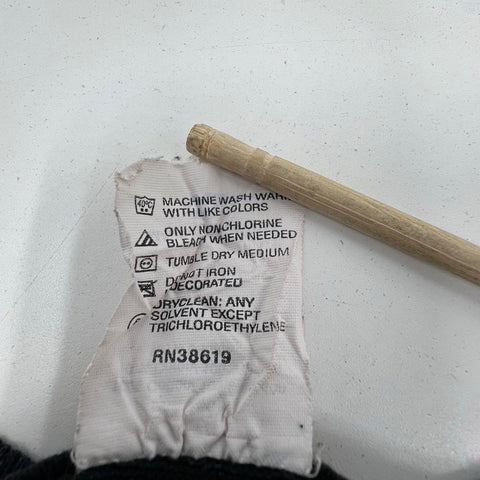 40°C
MACHINE WASH WAR
WITH LIKE COLORS
ONLY NONCHLORINE
BLEACH WHEN NEEDED
TUMBLE DRY MEDIUM
DO NOT IRON
DECORATED
DRYCLEAN: ANY
SOLVENT EXCEPT
TRICHLOROETHYLENE
RN38619